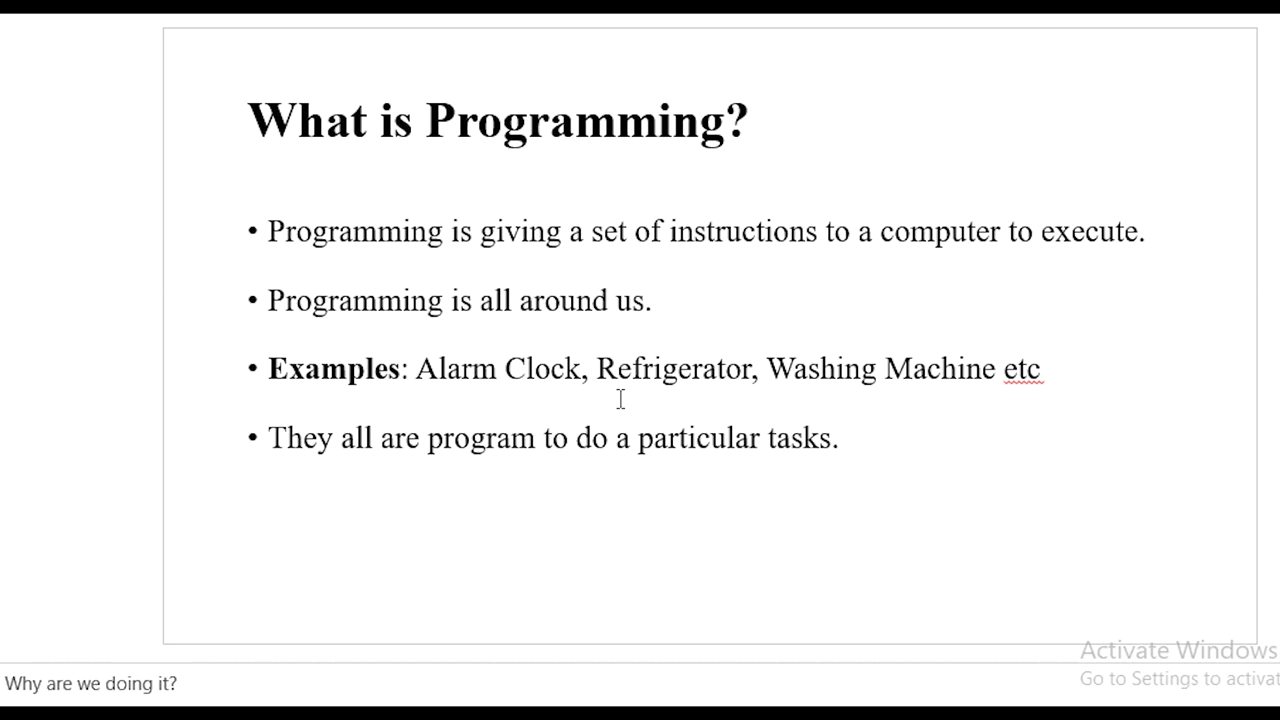 What is Programming?
• Programming is giving a set of instructions to a computer to execute.
• Programming is all around us.
• Examples: Alarm Clock, Refrigerator, Washing Machine etc
• They all are program to do a particular tasks.
Activate Windows
Go to Settings to activat
Why are we doing it?